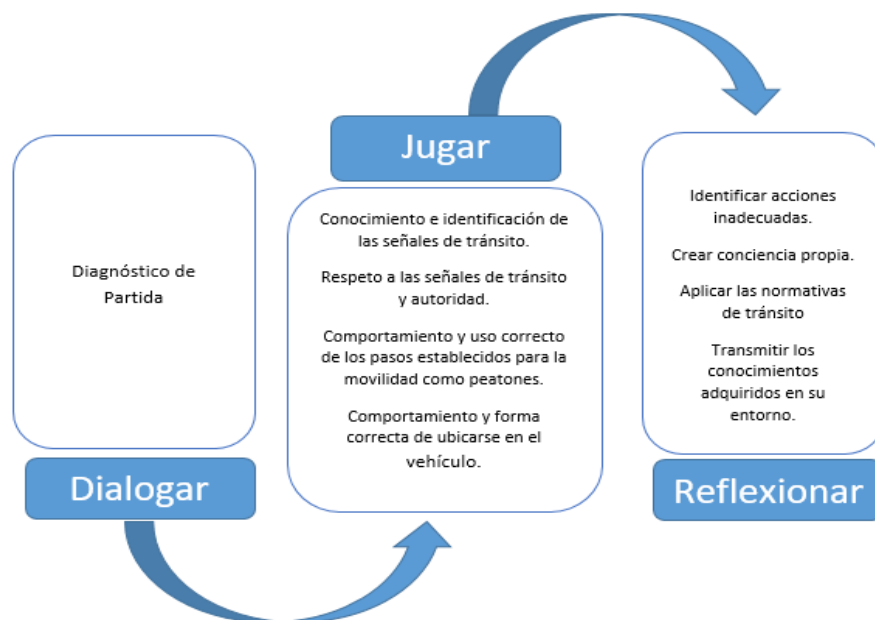 Diagnóstico de
Partida
Dialogar
Jugar
Conocimiento e identificación de
las señales de tránsito.
Respeto a las señales de tránsito
y autoridad.
Comportamiento y uso correcto
de los pasos establecidos para la
movilidad como peatones.
Comportamiento y forma
correcta de ubicarse en el
vehículo.
Identificar acciones
inadecuadas.
Crear conciencia propia.
Aplicar las normativas
de tránsito
Transmitir los
conocimientos
adquiridos en su
entorno.
Reflexionar